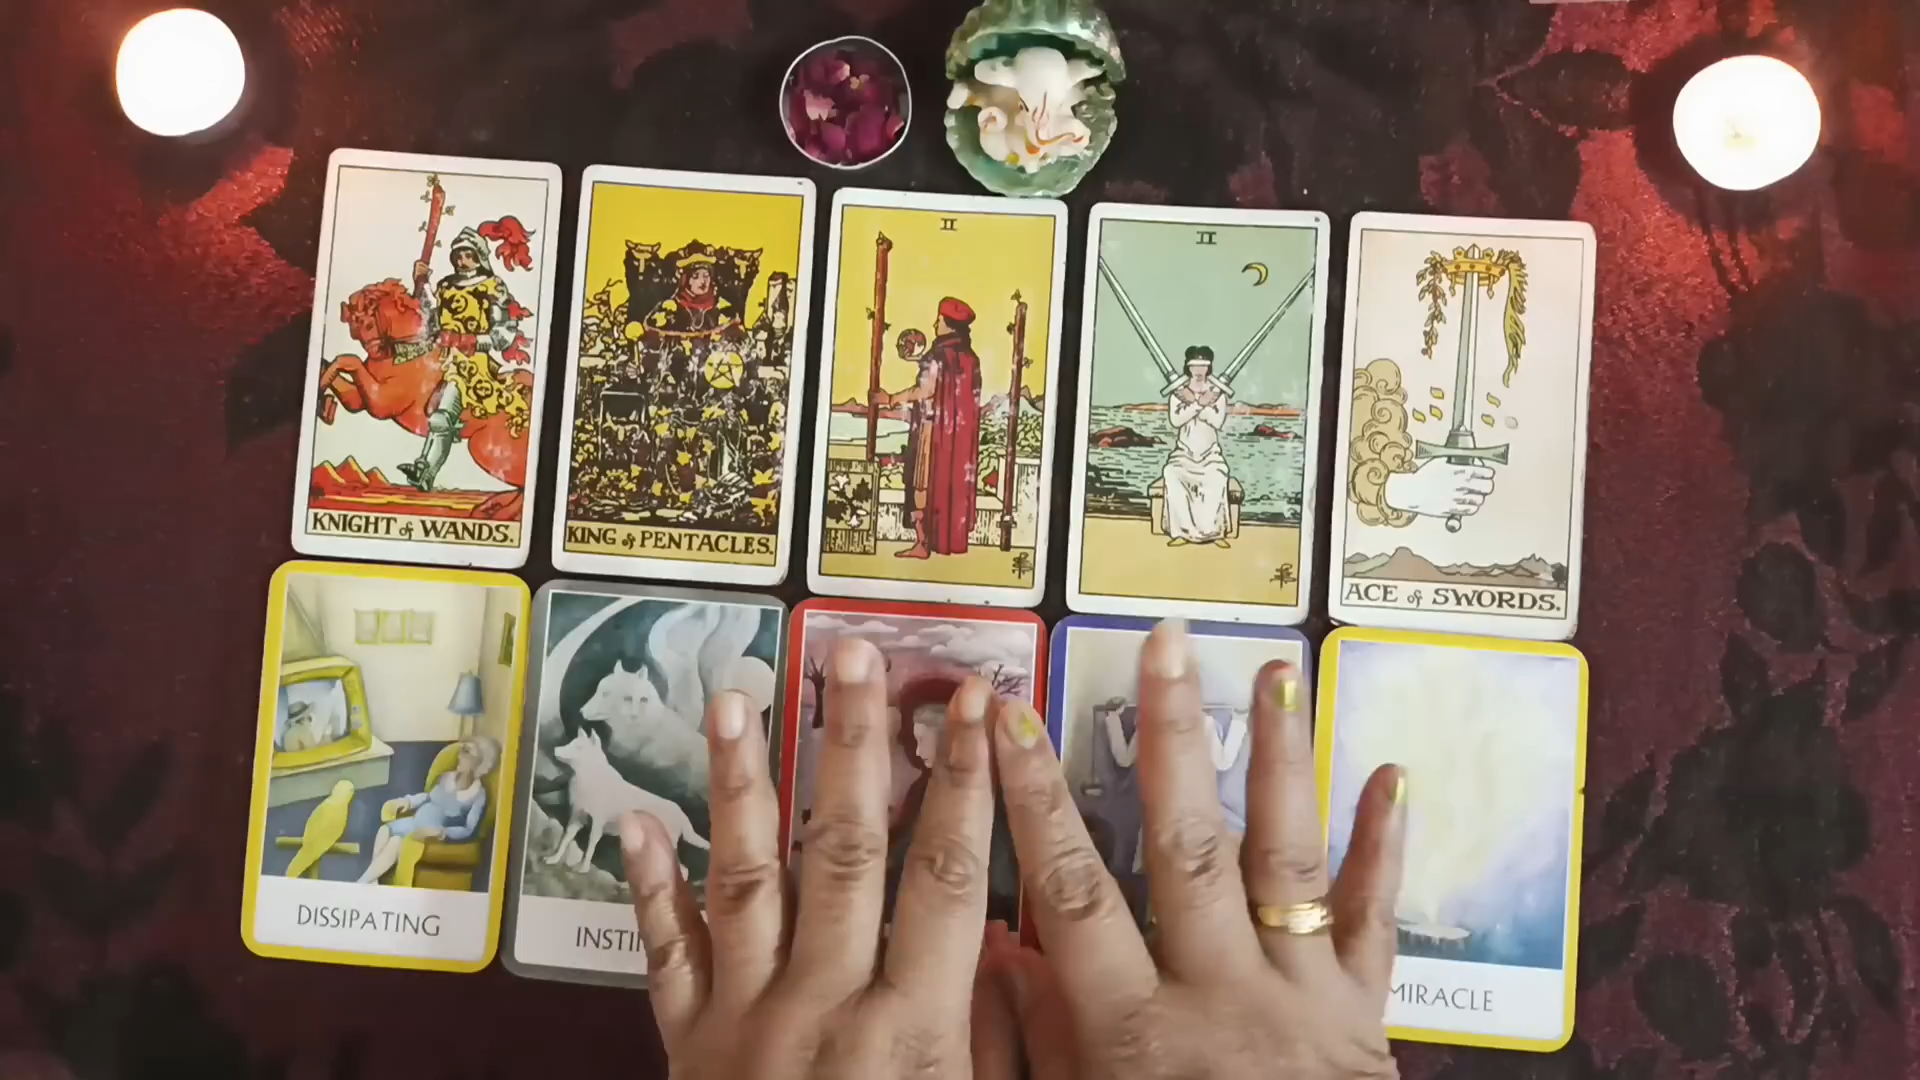 KNIGHT of WANDS.
KING of PENTACLES.
II
II
ACE of SWORDS.
DISSIPATING
MIRACLE